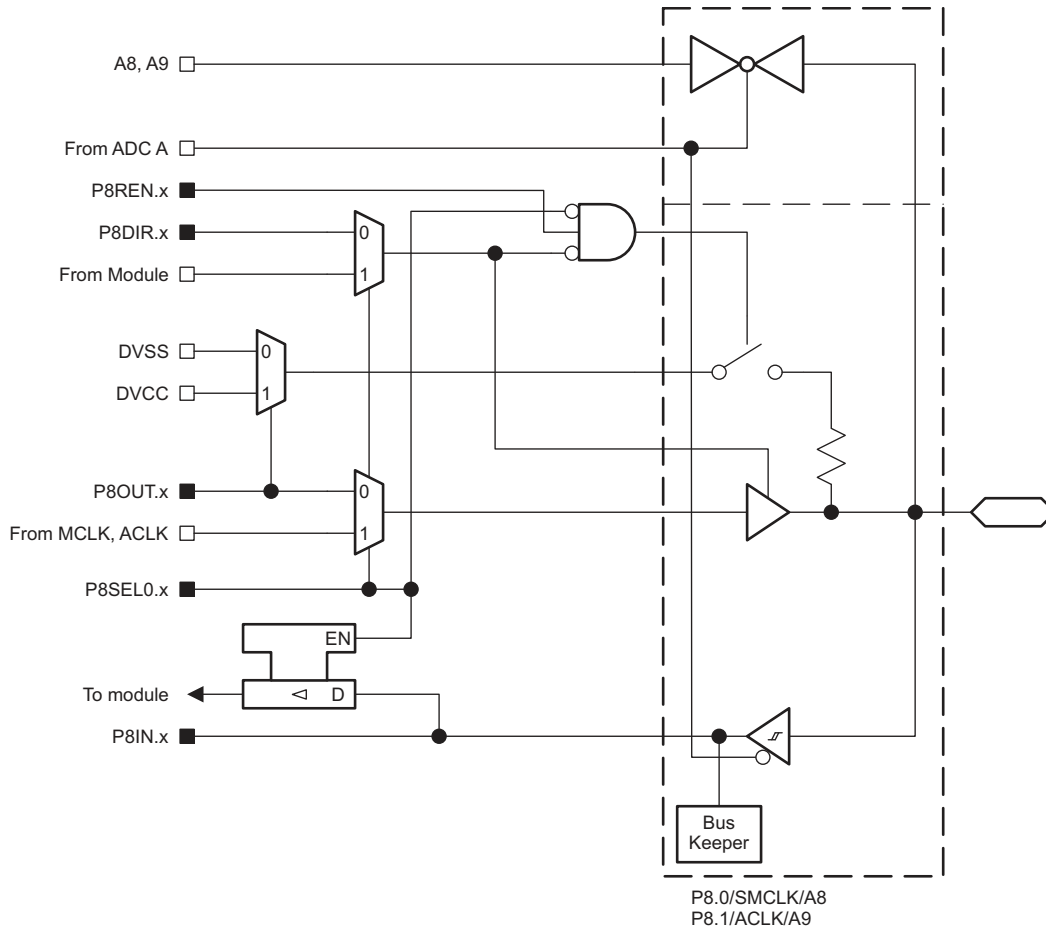 A8, A9
From ADC A
P8REN.x
P8DIR.x
0
From Module
1
DVSS
0
DVCC
1
P8OUT.x
0
From MCLK, ACLK
1
P8SEL0.x
EN
To module
D
P8IN.x
Bus
Keeper
P8.0/SMCLK/A8
P8.1/ACLK/A9